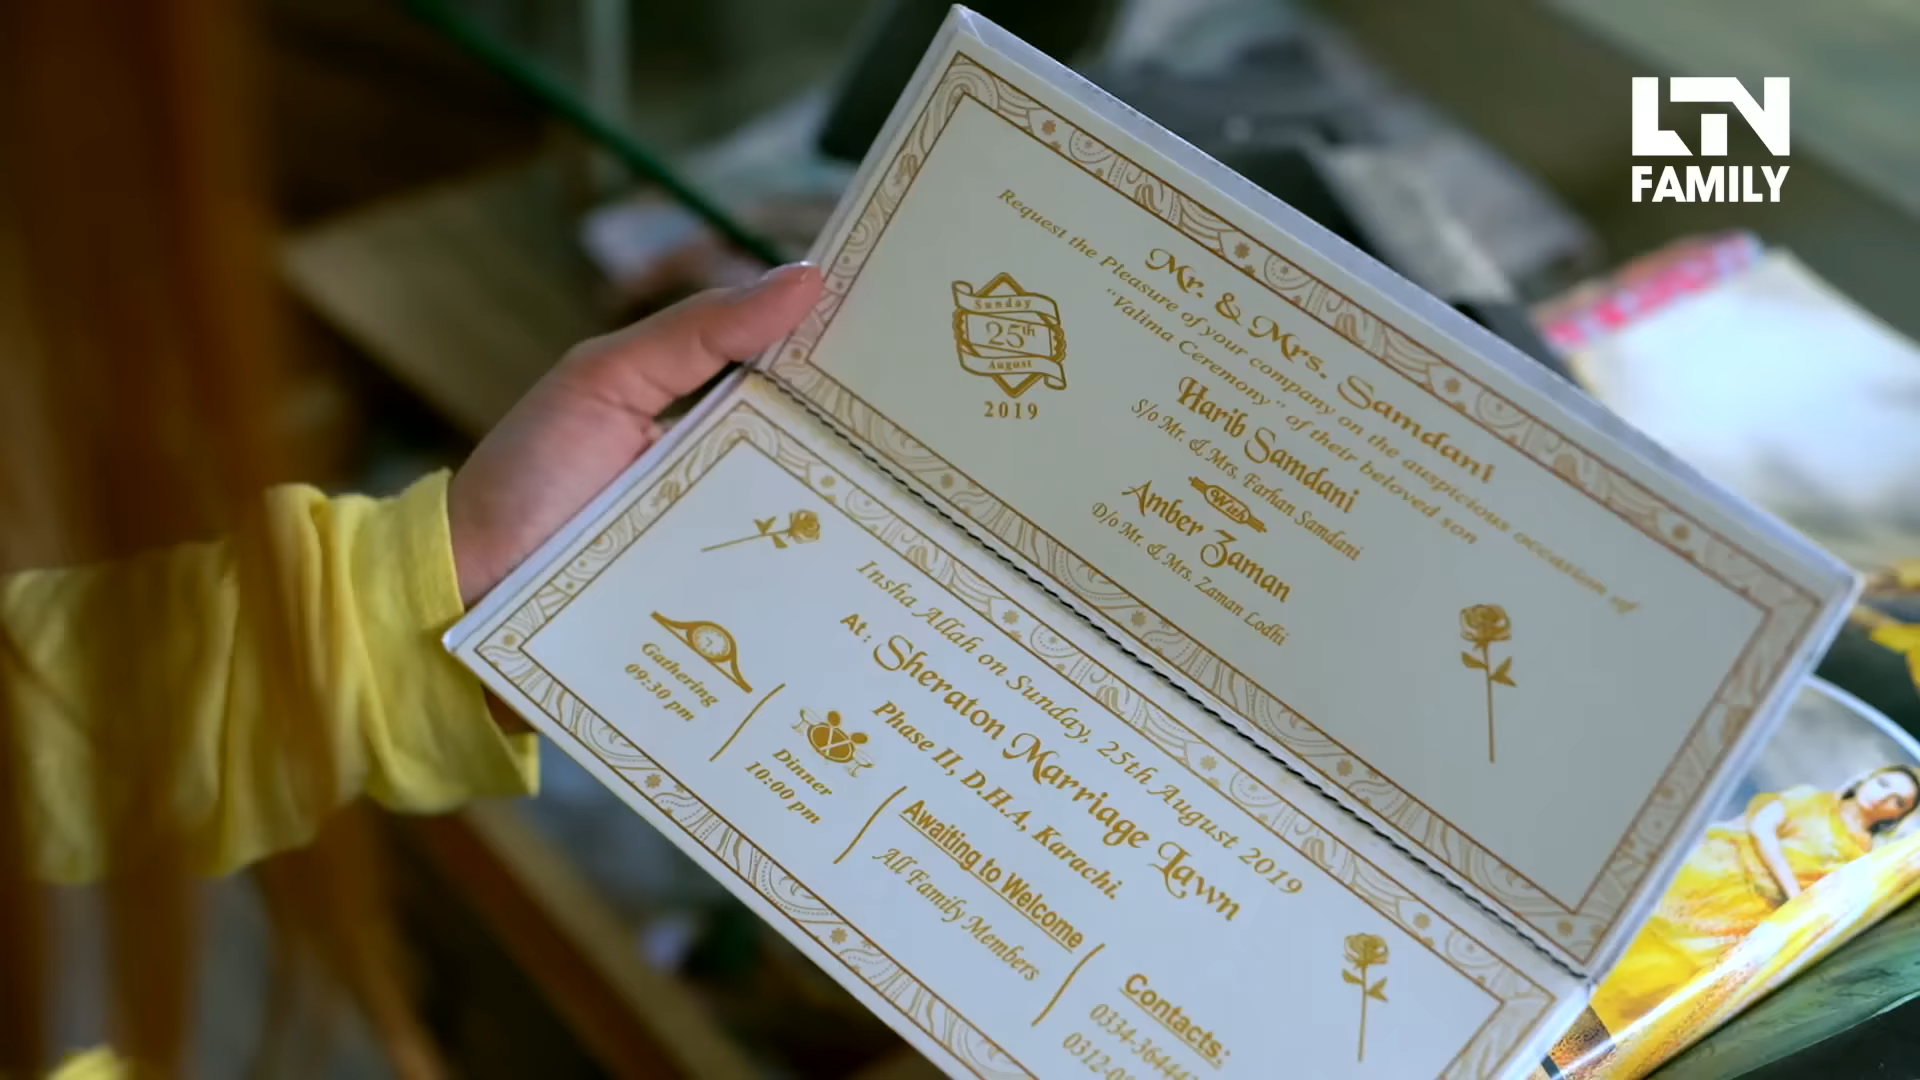 LTN
FAMILY
Mr. & Mrs. Samdani
Request the Pleasure of your company on the auspicious occasion of
"Valima Ceremony" of their beloved son
Harib Samdani
S/o Mr. & Mrs. Farhan Samdani
With
Amber Zaman
D/o Mr. & Mrs. Zaman Lodhi
Sunday
25th
August
2019
Insha Allah on Sunday, 25th August 2019
At : Sheraton Marriage Lawn
Phase II, D.H.A, Karachi.
Gathering
09:30 pm
Dinner
10:00 pm
Awaiting to Welcome
All Family Members
Contacts: